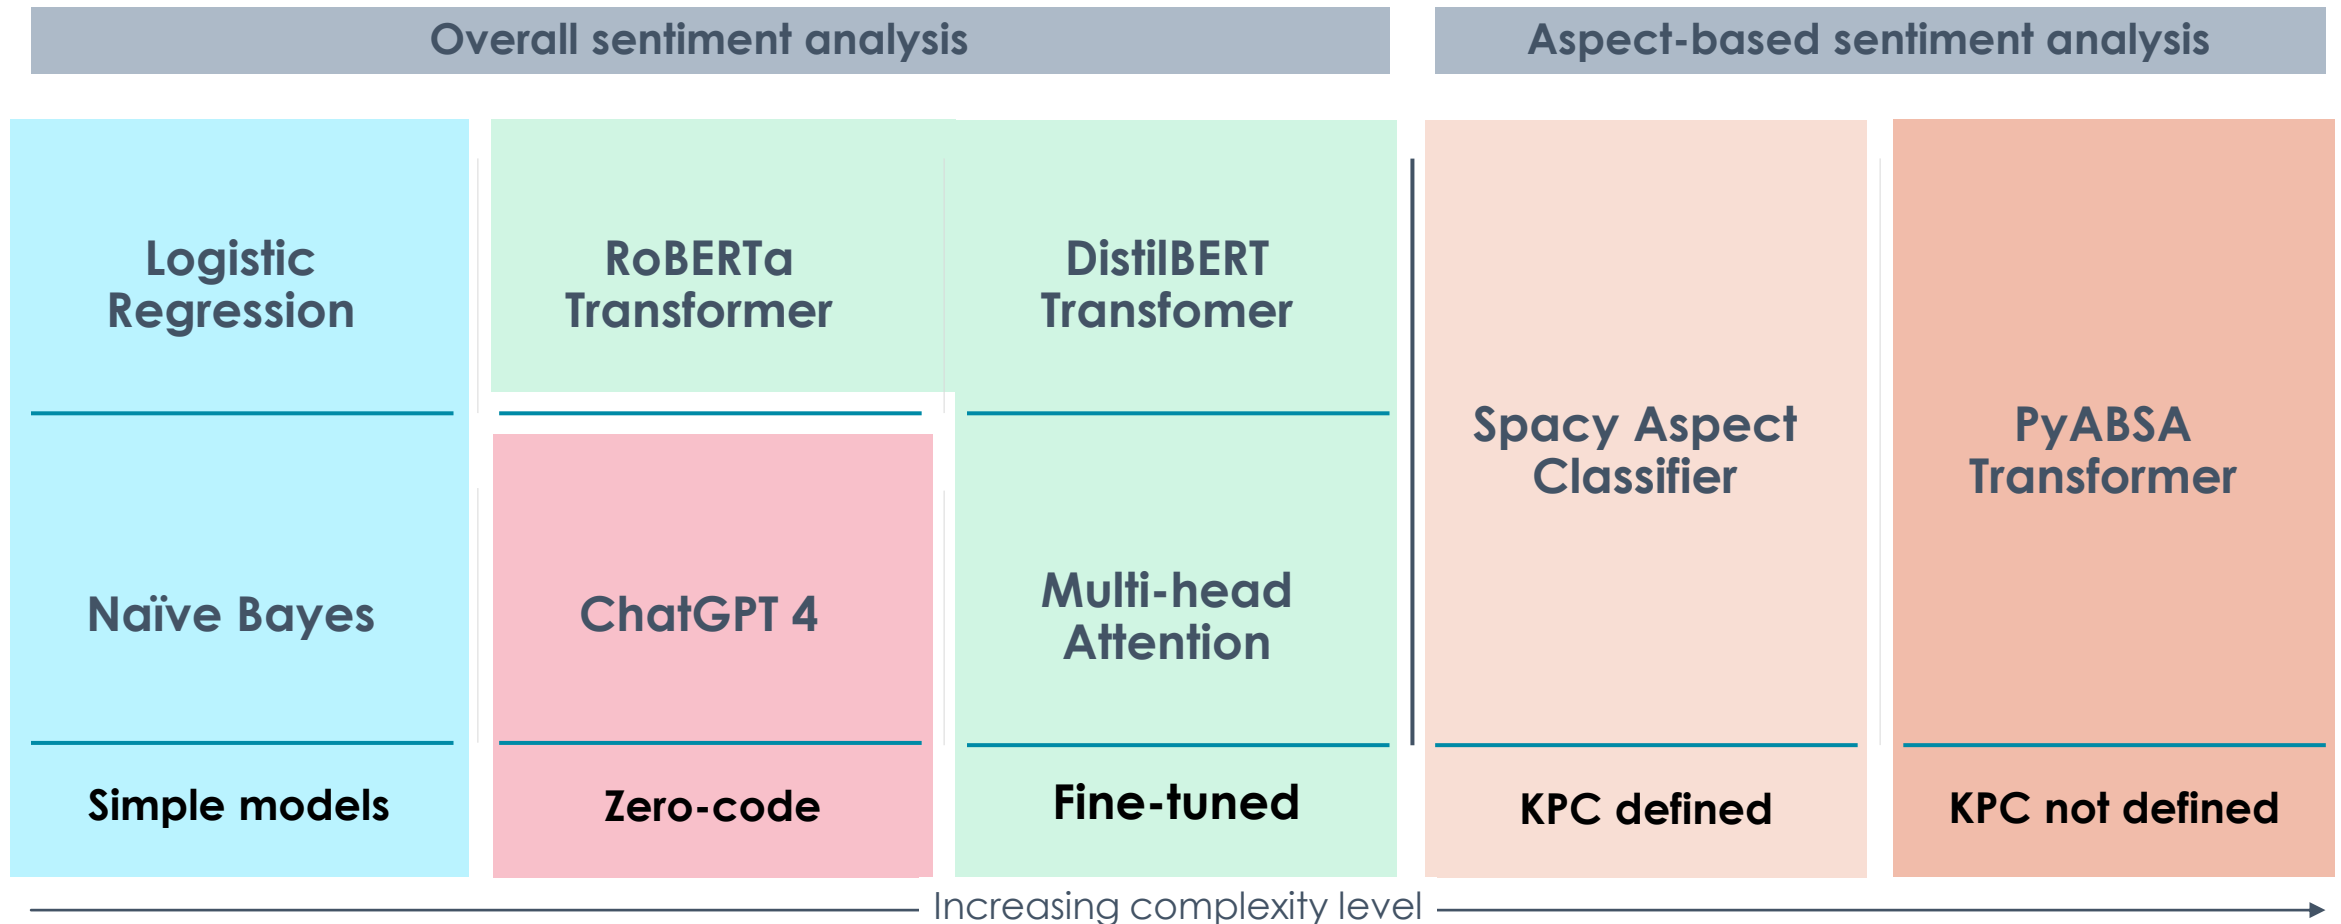 Overall sentiment analysis
Aspect-based sentiment analysis
Logistic
Regression
RoBERTa
Transformer
DistilBERT
Transfomer
Naïve Bayes
ChatGPT 4
Multi-head
Attention
Spacy Aspect
Classifier
PyABSA
Transformer
Simple models
Zero-code
Fine-tuned
KPC defined
KPC not defined
Increasing complexity level